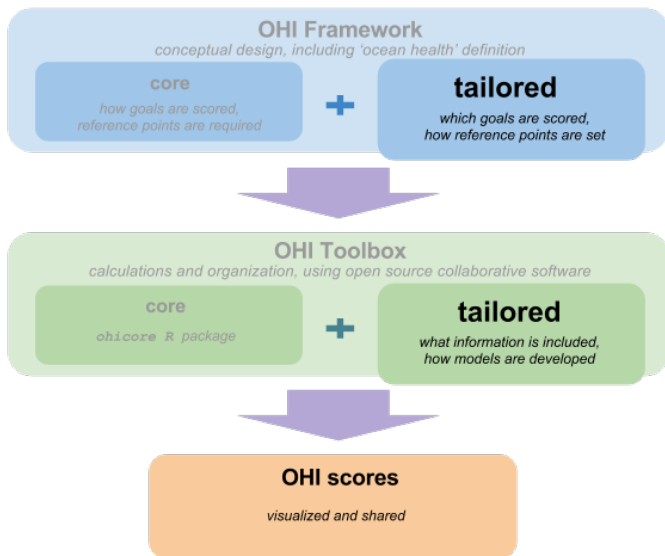 OHI Framework
conceptual design, including ‘ocean health’ definition
core
how goals are scored,
reference points are required
+
tailored
which goals are scored,
how reference points are set
OHI Toolbox
calculations and organization, using open source collaborative software
core
ohicore R package
+
tailored
what information is included,
how models are developed
OHI scores
visualized and shared